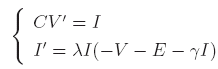 CV′ = I
I′ = λI(−V − E − γI)